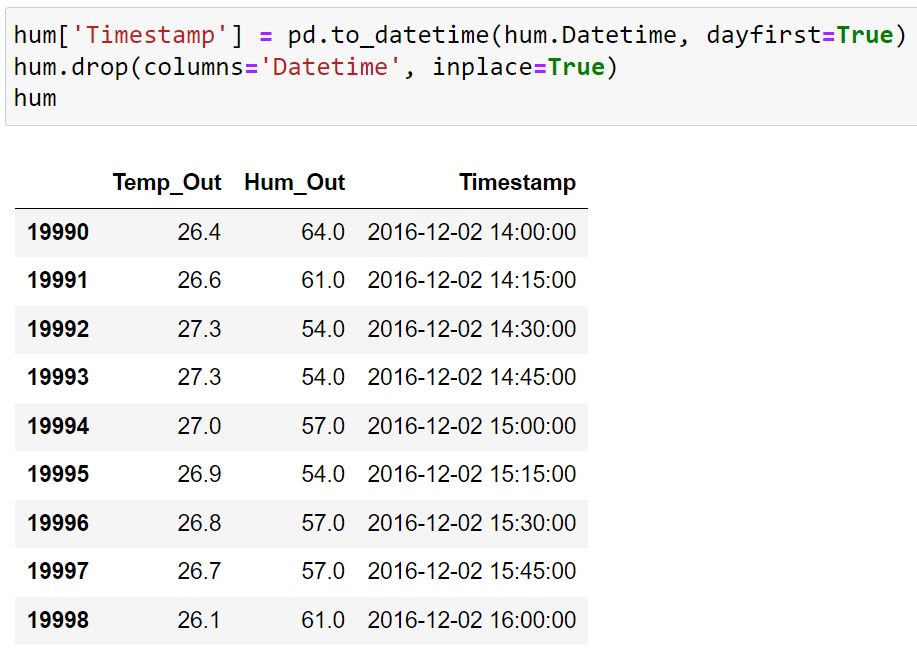 hum['Timestamp'] = pd.to_datetime(hum.Datetime, dayfirst=True)
hum.drop(columns='Datetime', inplace=True)
hum
Temp_Out Hum_Out Timestamp
19990 26.4 64.0 2016-12-02 14:00:00
19991 26.6 61.0 2016-12-02 14:15:00
19992 27.3 54.0 2016-12-02 14:30:00
19993 27.3 54.0 2016-12-02 14:45:00
19994 27.0 57.0 2016-12-02 15:00:00
19995 26.9 54.0 2016-12-02 15:15:00
19996 26.8 57.0 2016-12-02 15:30:00
19997 26.7 57.0 2016-12-02 15:45:00
19998 26.1 61.0 2016-12-02 16:00:00